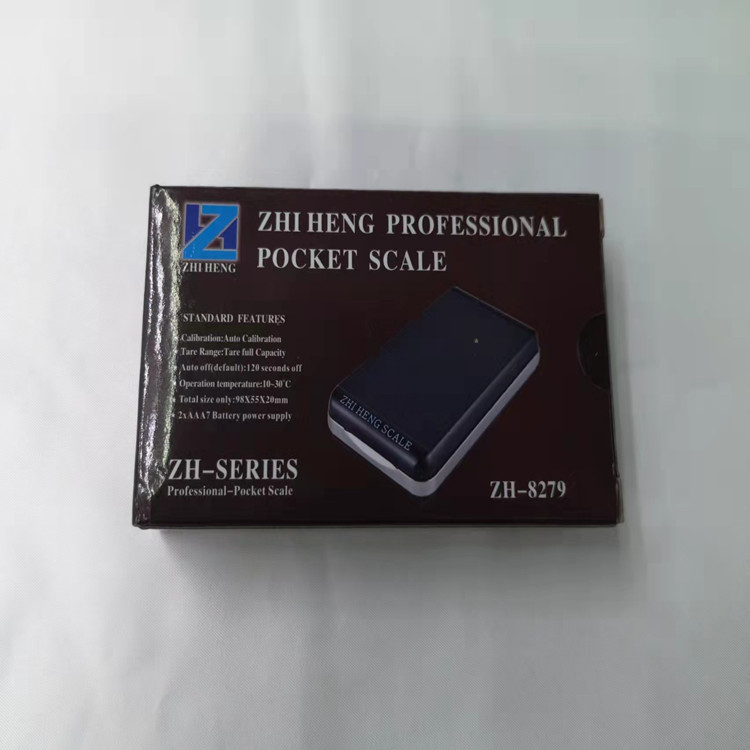 ZHI HENG PROFESSIONAL
POCKET SCALE
ZHI HENG
STANDARD FEATURES
Calibration:Auto Calibration
Tare Range:Tare full Capacity
Auto off(default):120 seconds off
Operation temperature:10-30°C
Total size only:98X55X20mm
2xAAA7 Battery power supply
ZHI HENG SCALE
ZH-SERIES
Professional-Pocket Scale
ZH-8279